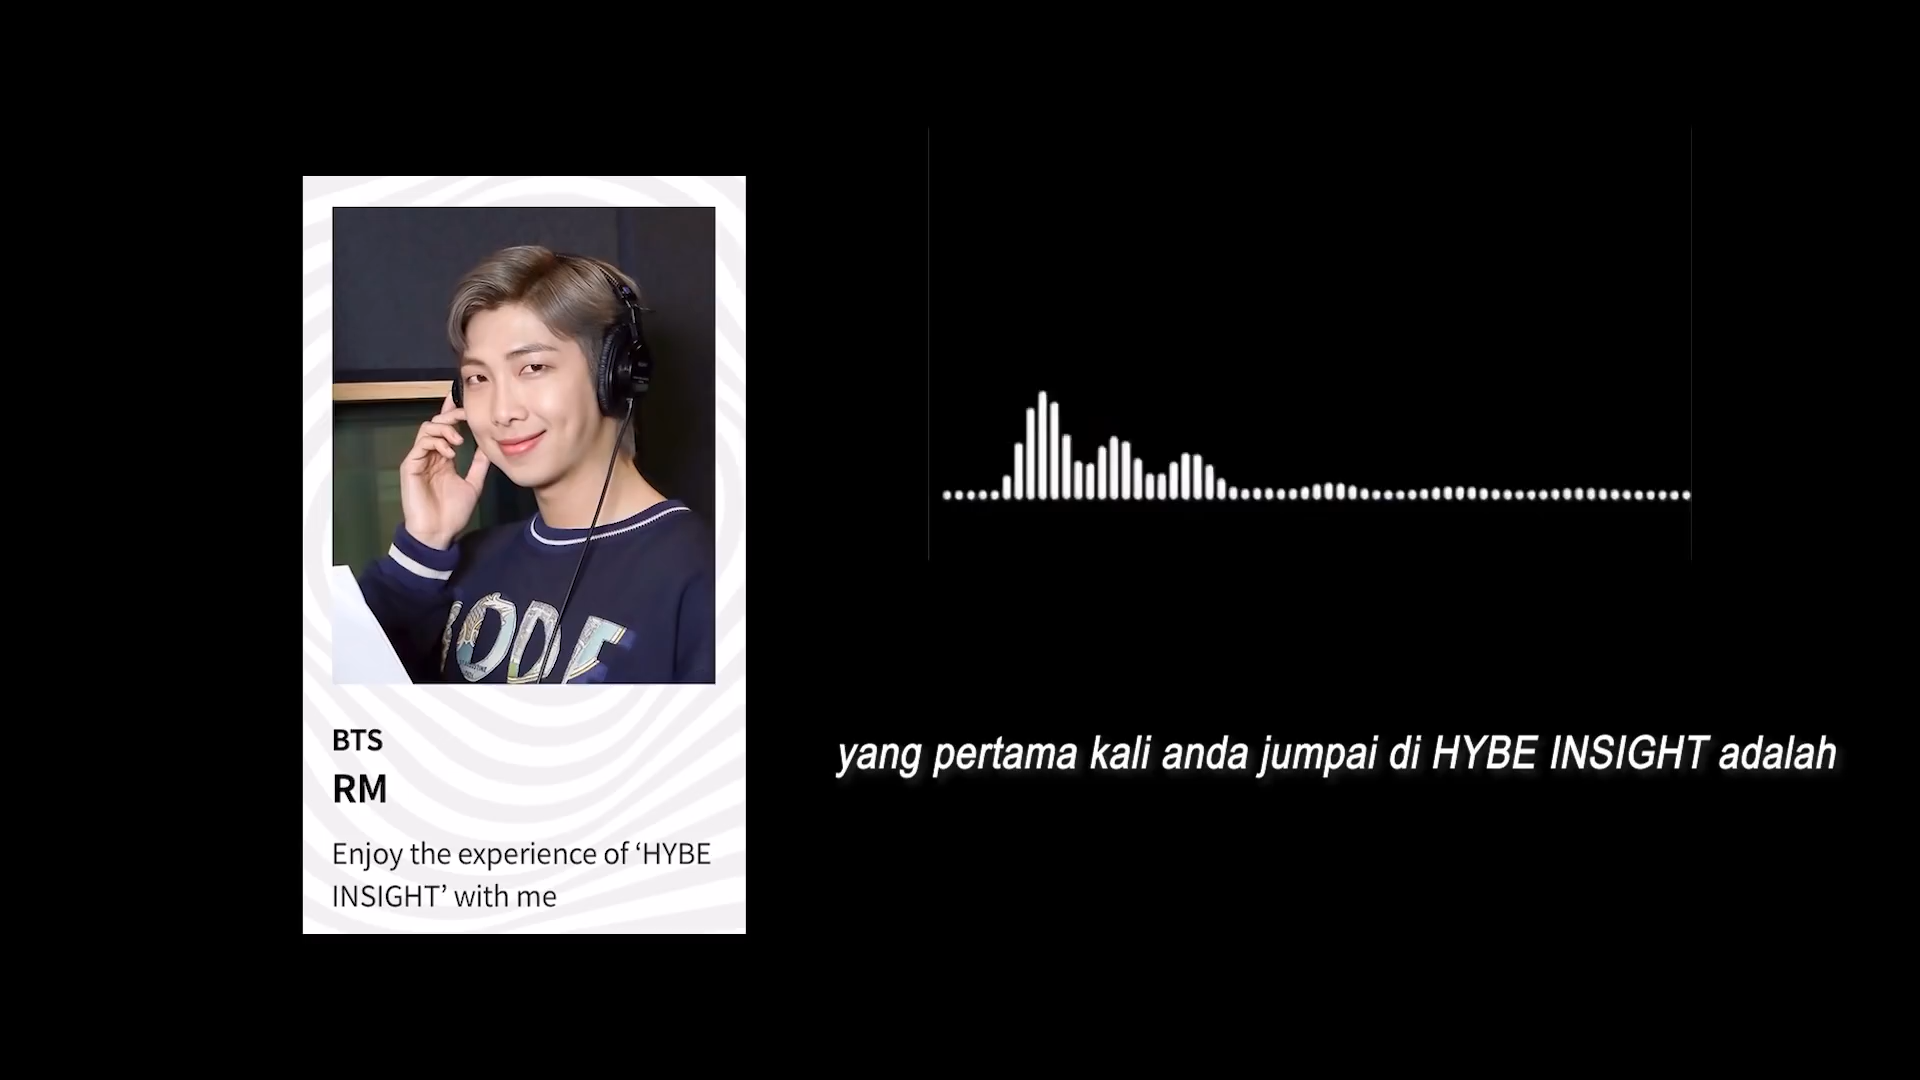 BTS
RM
Enjoy the experience of ‘HYBE
INSIGHT’ with me
yang pertama kali anda jumpai di HYBE INSIGHT adalah